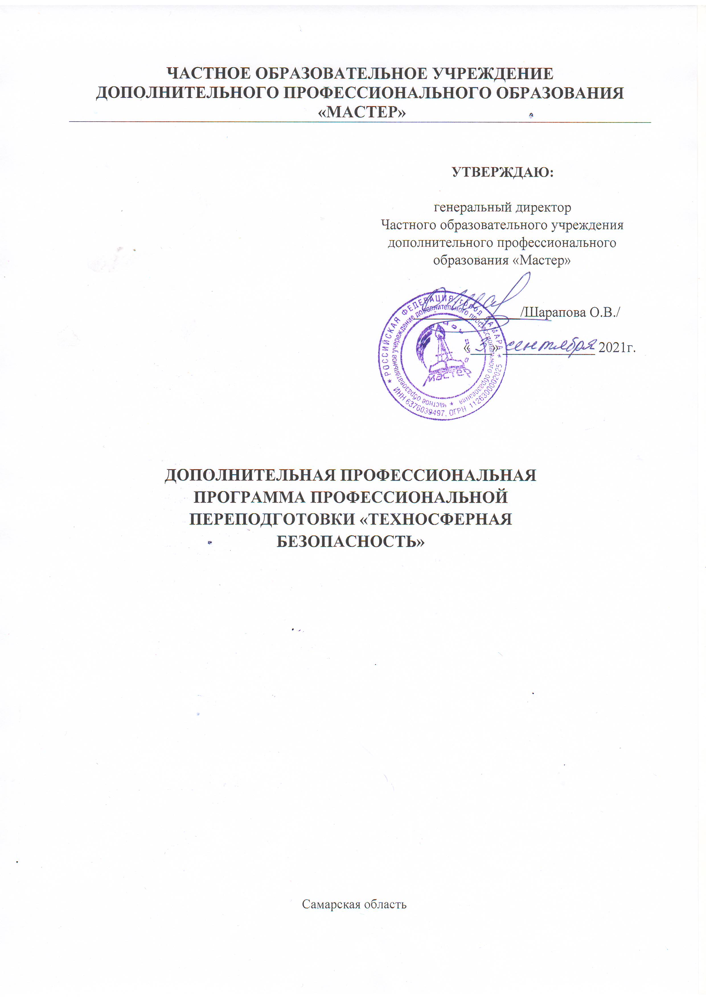 ЧАСТНОЕ ОБРАЗОВАТЕЛЬНОЕ УЧРЕЖДЕНИЕ
ДОПОЛНИТЕЛЬНОГО ПРОФЕССИОНАЛЬНОГО ОБРАЗОВАНИЯ
«МАСТЕР»
УТВЕРЖДАЮ:
генеральный директор
Частного образовательного учреждения
дополнительного профессионального
образования «Мастер»
/Шарапова О.В./
«3» сентября 2021г.
* РОССИЙСКАЯ ФЕДЕРАЦИЯ, город САМАРА *
ИНН 6376039497, ОГРН 1126300002025
* частное образовательное учреждение дополнительного профессионального образования
мастер
ДОПОЛНИТЕЛЬНАЯ ПРОФЕССИОНАЛЬНАЯ
ПРОГРАММА ПРОФЕССИОНАЛЬНОЙ
ПЕРЕПОДГОТОВКИ «ТЕХНОСФЕРНАЯ
БЕЗОПАСНОСТЬ»
Самарская область